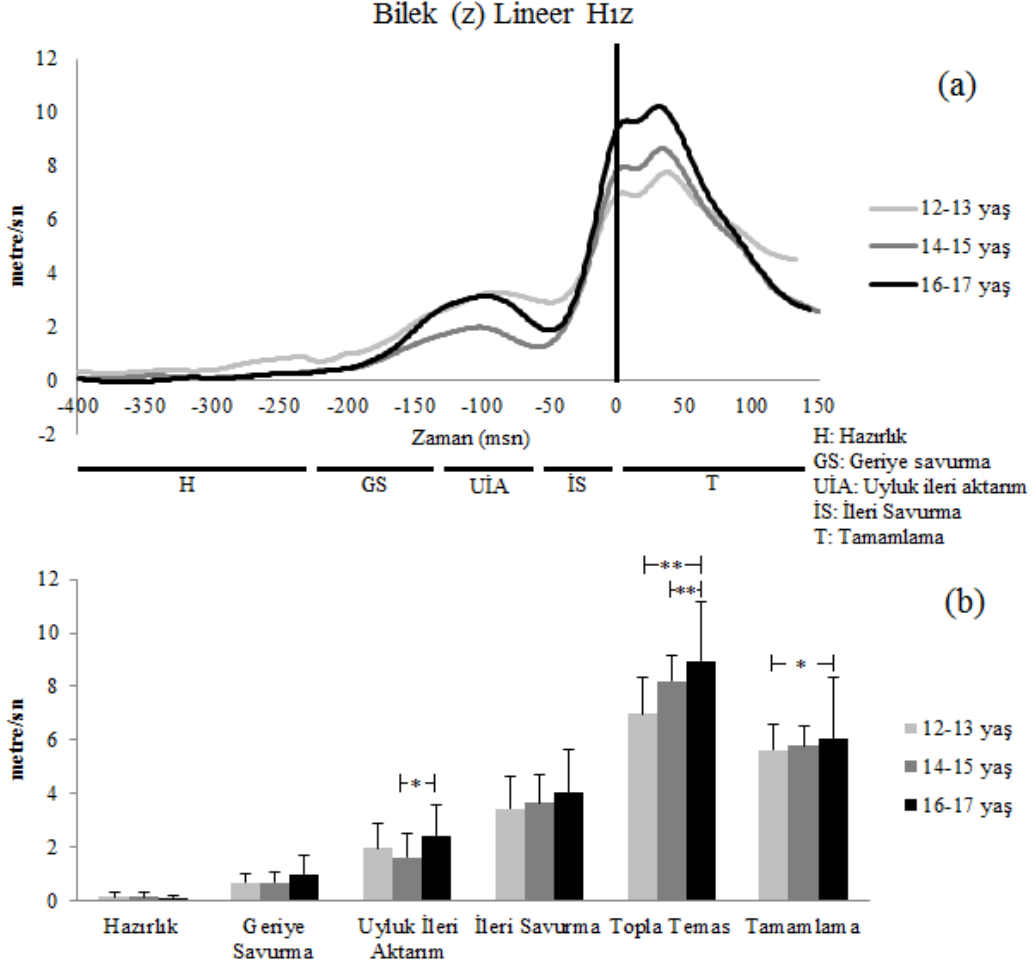 Bilek (z) Lineer Hız
(a)
metre/sn
12
10
8
6
4
2
0
-2
-400 -350 -300 -250 -200 -150 -100 -50 0 50 100 150
Zaman (msn)
12-13 yaş
14-15 yaş
16-17 yaş
H GS UİA İS T
H: Hazırlık
GS: Geriye savurma
UİA: Uyluk ileri aktarım
İS: İleri Savurma
T: Tamamlama
(b)
metre/sn
12
10
8
6
4
2
0
** 
**
*
*
12-13 yaş
14-15 yaş
16-17 yaş
Hazırlık Geriye Uyluk İleri İleri Savurma Topla Temas Tamamlama
Savurma Aktarım